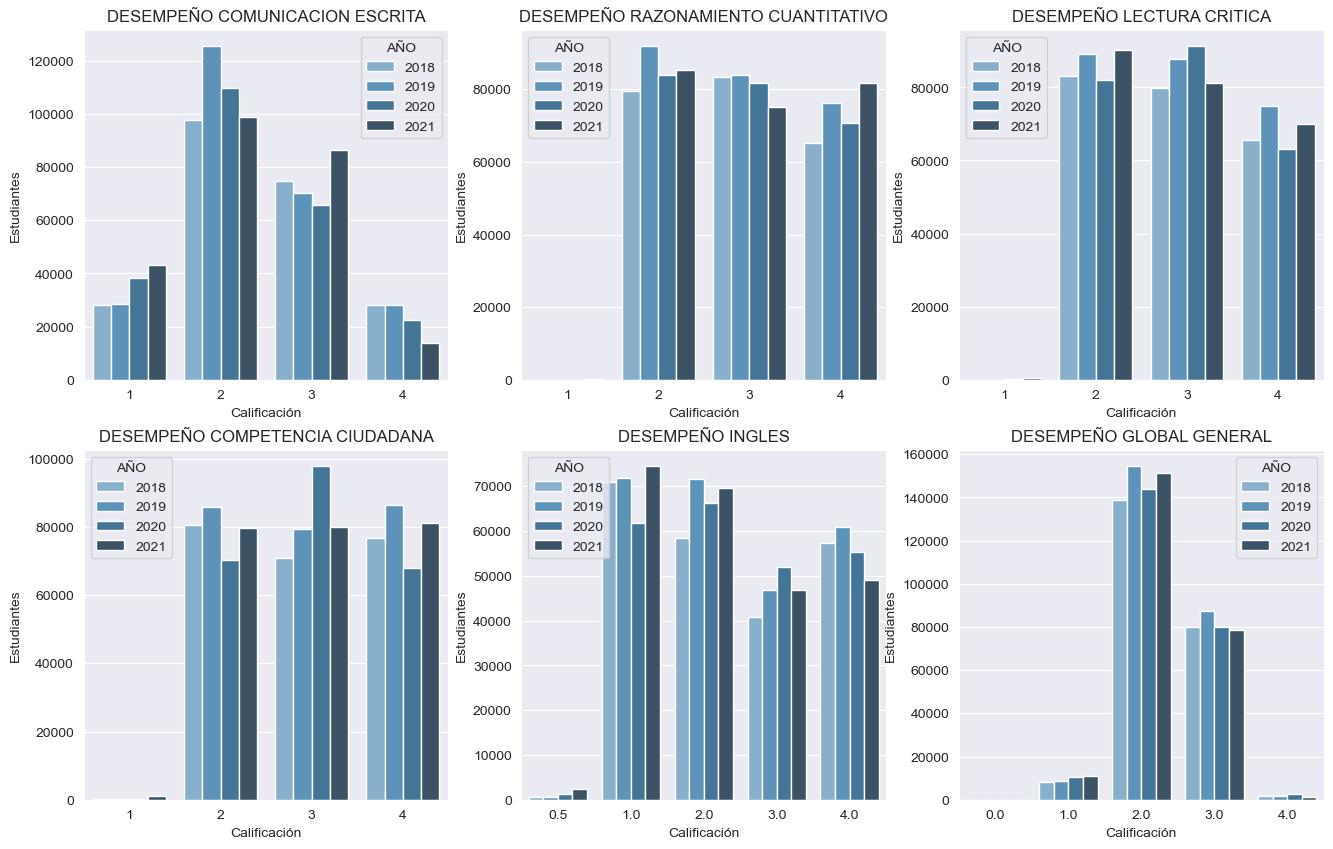 DESEMPEÑO COMUNICACION ESCRITA
AÑO
2018
2019
2020
2021
120000
100000
80000
60000
40000
20000
0
Estudiantes
1 2 3 4
Calificación
DESEMPEÑO RAZONAMIENTO CUANTITATIVO
AÑO
2018
2019
2020
2021
80000
60000
40000
20000
0
Estudiantes
1 2 3 4
Calificación
DESEMPEÑO LECTURA CRITICA
AÑO
2018
2019
2020
2021
80000
60000
40000
20000
0
Estudiantes
1 2 3 4
Calificación
DESEMPEÑO COMPETENCIA CIUDADANA
AÑO
2018
2019
2020
2021
100000
80000
60000
40000
20000
0
Estudiantes
1 2 3 4
Calificación
DESEMPEÑO INGLES
AÑO
2018
2019
2020
2021
70000
60000
50000
40000
30000
20000
10000
0
Estudiantes
0.5 1.0 2.0 3.0 4.0
Calificación
DESEMPEÑO GLOBAL GENERAL
AÑO
2018
2019
2020
2021
160000
140000
120000
100000
80000
60000
40000
20000
0
Estudiantes
0.0 1.0 2.0 3.0 4.0
Calificación